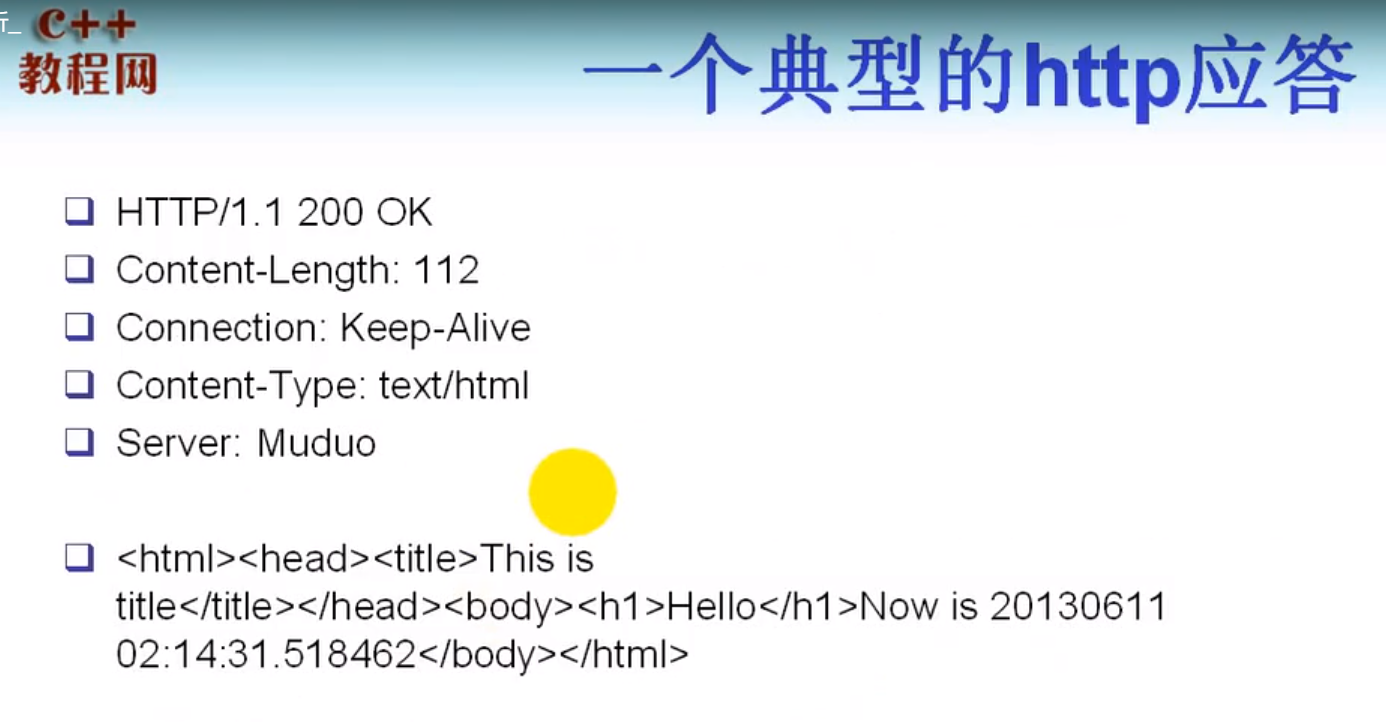 C++
教程网
一个典型的http应答
HTTP/1.1 200 OK
Content-Length: 112
Connection: Keep-Alive
Content-Type: text/html
Server: Muduo
<html><head><title>This is
title</title></head><body><h1>Hello</h1>Now is 20130611
02:14:31.518462</body></html>